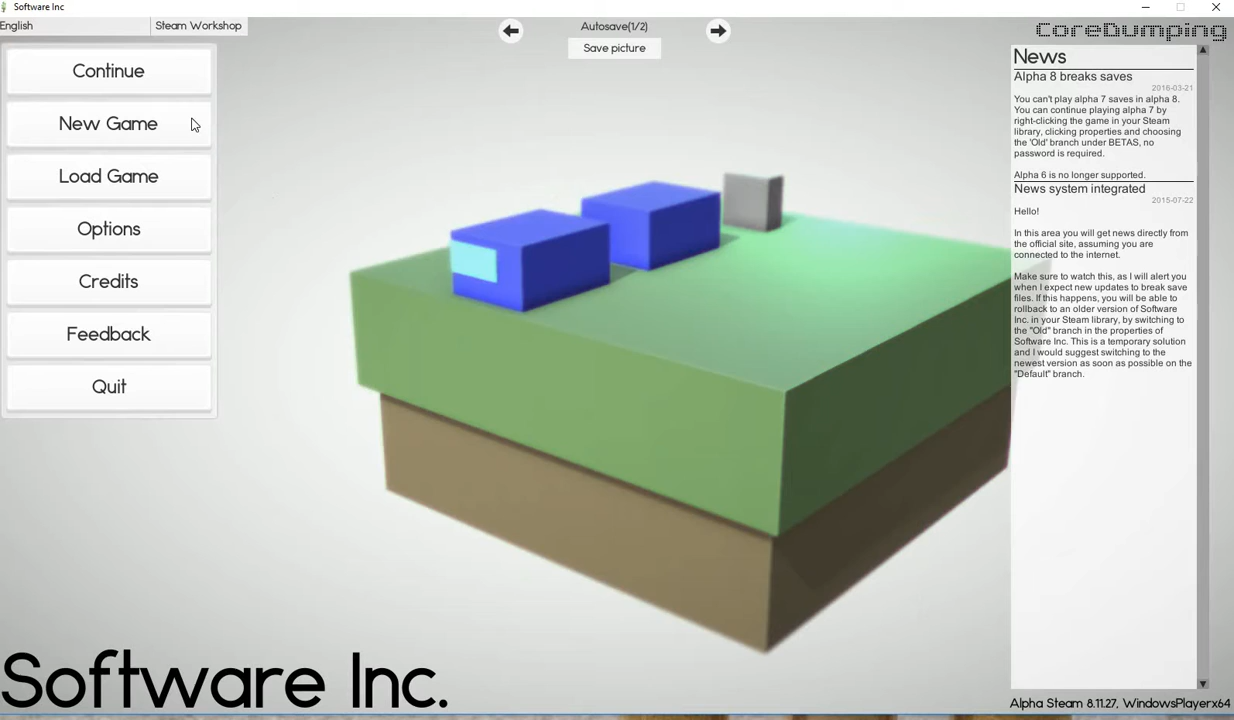 Software Inc
English
Steam Workshop
Autosave(1/2)
Save picture
CoreDumping
Continue
New Game
Load Game
Options
Credits
Feedback
Quit
News
Alpha 8 breaks saves
2016-03-21
You can't play alpha 7 saves in alpha 8.
You can continue playing alpha 7 by
right-clicking the game in your Steam
library, clicking properties and choosing
the 'Old' branch under BETAS, no
password is required.
Alpha 6 is no longer supported.
News system integrated
2015-07-22
Hello!
In this area you will get news directly from
the official site, assuming you are
connected to the internet.
Make sure to watch this, as I will alert you
when I expect new updates to break save
files. If this happens, you will be able to
rollback to an older version of Software
Inc. in your Steam library, by switching to
the "Old" branch in the properties of
Software Inc. This is a temporary solution
and I would suggest switching to the
newest version as soon as possible on the
"Default" branch.
Software Inc.
Alpha Steam 8.11.27, WindowsPlayerx64